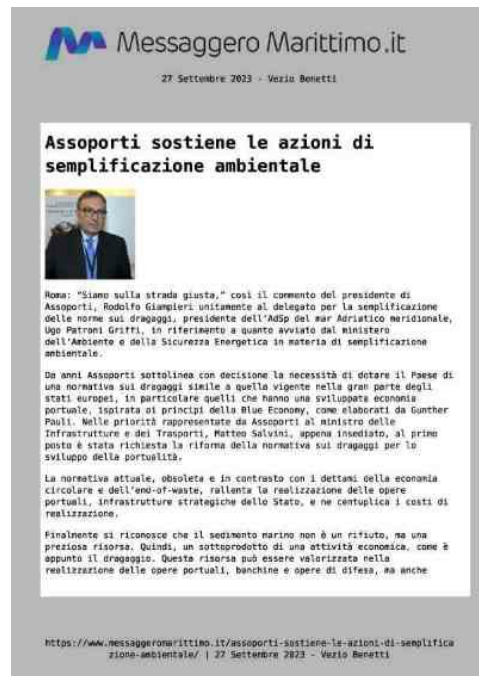 Messaggero Marittimo.it
27 Settembre 2023 - Vezio Benetti
Assoporti sostiene le azioni di
semplificazione ambientale
Roma: "Siamo sulla strada giusta," così il commento del presidente di
Assoporti, Rodolfo Giampieri unitamente al delegato per la semplificazione
delle norme sui dragaggi, presidente dell'AdSp del mar Adriatico meridionale,
Ugo Patroni Griffi, in riferimento a quanto avviato dal ministero
dell'Ambiente e della Sicurezza Energetica in materia di semplificazione
ambientale.
Da anni Assoporti sottolinea con decisione la necessità di dotare il Paese di
una normativa sui dragaggi simile a quella vigente nella gran parte degli
stati europei, in particolare quelli che hanno una sviluppata economia
portuale, ispirata ai principi della Blue Economy, come elaborati da Gunther
Pauli. Nelle priorità rappresentate da Assoporti al ministro delle
Infrastrutture e dei Trasporti, Matteo Salvini, appena insediato, al primo
posto è stata richiesta la riforma della normativa sui dragaggi per lo
sviluppo della portualità.
La normativa attuale, obsoleta e in contrasto con i dettami della economia
circolare e dell'end-of-waste, rallenta la realizzazione delle opere
portuali, infrastrutture strategiche dello Stato, e ne centuplica i costi di
realizzazione.
Finalmente si riconosce che il sedimento marino non è un rifiuto, ma una
preziosa risorsa. Quindi, un sottoprodotto di una attività economica, come è
appunto il dragaggio. Questa risorsa può essere valorizzata nella
realizzazione delle opere portuali, banchine e opere di difesa, ma anche
https://www.messaggeromarittimo.it/assoporti-sostiene-le-azioni-di-semplifica
zione-ambientale/ | 27 Settembre 2023 - Vezio Benetti